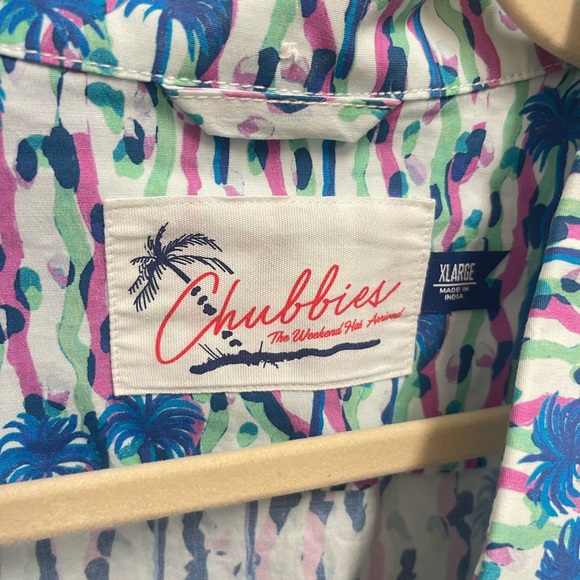 Chubbies
The Weekend Has Arrived
XLARGE
MADE IN
INDIA